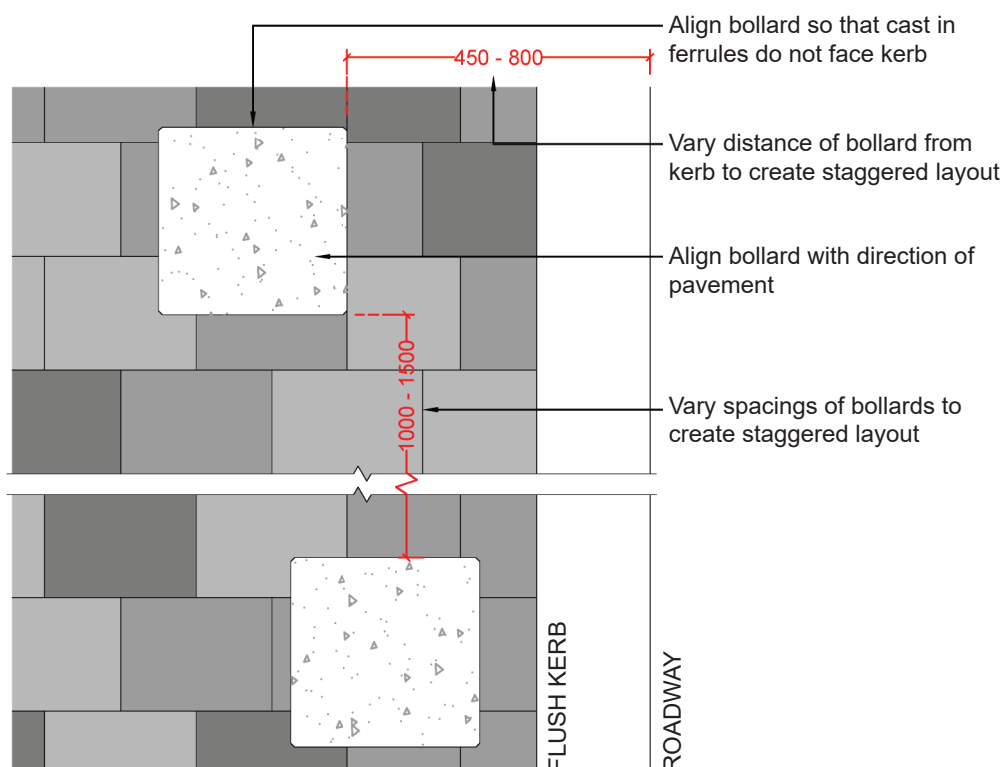 Align bollard so that cast in
ferrules do not face kerb
450 - 800
Vary distance of bollard from
kerb to create staggered layout
Align bollard with direction of
pavement
1000 - 1500
Vary spacings of bollards to
create staggered layout
FLUSH KERB
ROADWAY